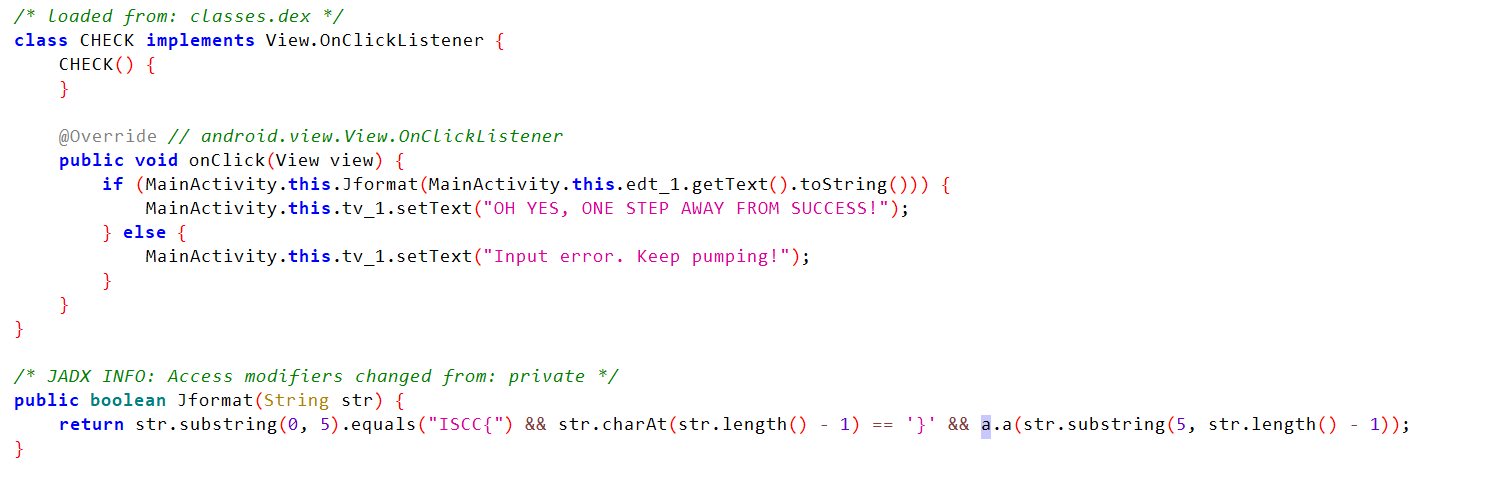 /* loaded from: classes.dex */
class CHECK implements View.OnClickListener {
    CHECK() {
    }

    @Override // android.view.View.OnClickListener
    public void onClick(View view) {
        if (MainActivity.this.Jformat(MainActivity.this.edt_1.getText().toString())) {
            MainActivity.this.tv_1.setText("OH YES, ONE STEP AWAY FROM SUCCESS!");
        } else {
            MainActivity.this.tv_1.setText("Input error. Keep pumping!");
        }
    }
}

/* JADX INFO: Access modifiers changed from: private */
public boolean Jformat(String str) {
    return str.substring(0, 5).equals("ISCC{") && str.charAt(str.length() - 1) == '}' && a.a(str.substring(5, str.length() - 1));
}